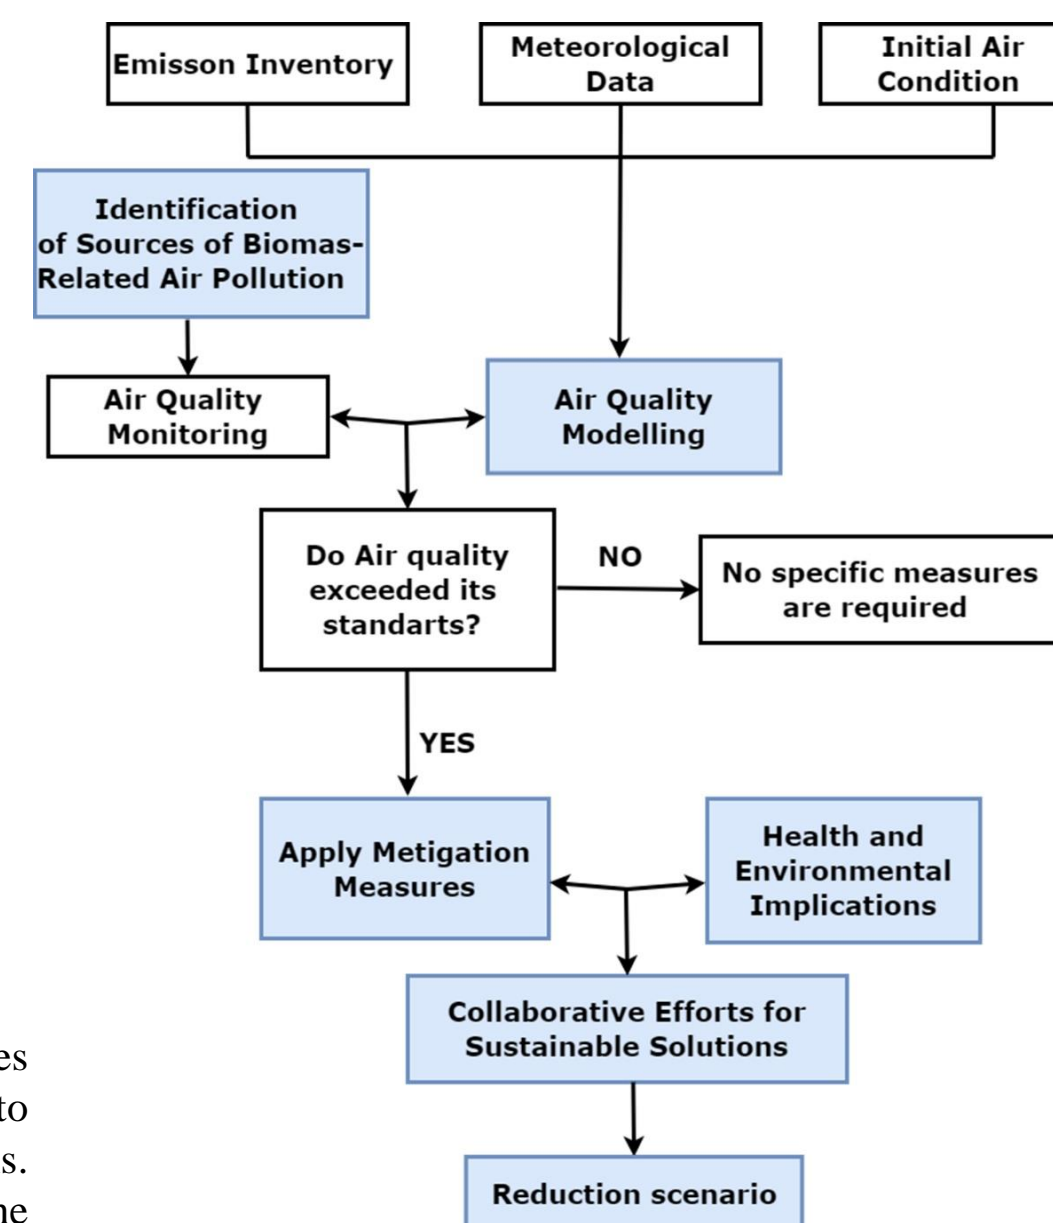 Emisson Inventory
Meteorological
Data
Initial Air
Condition
Identification
of Sources of Biomas-
Related Air Pollution
Air Quality
Monitoring
Air Quality
Modelling
Do Air quality
exceeded its
standarts?
NO
No specific measures
are required
YES
Apply Metigation
Measures
Health and
Environmental
Implications
Collaborative Efforts for
Sustainable Solutions
Reduction scenario
to